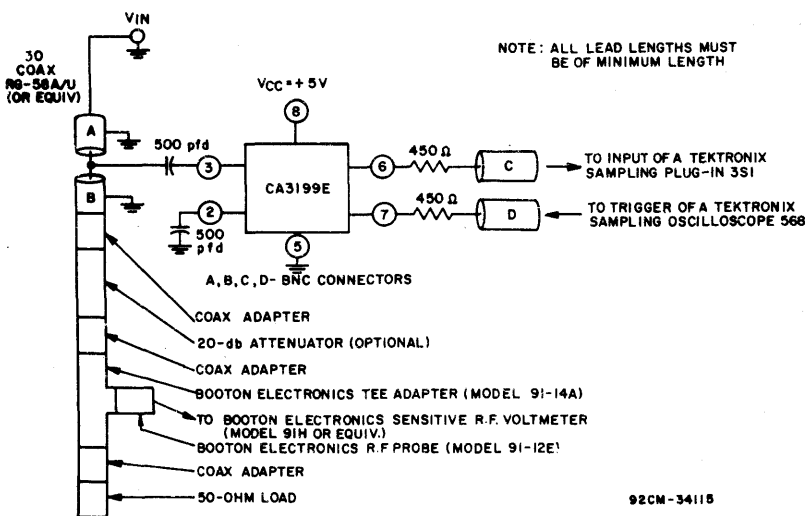 VIN
30
COAX
RG-58A/U
(OR EQUIV)
NOTE: ALL LEAD LENGTHS MUST
BE OF MINIMUM LENGTH
VCC=+5V
8
A
500 pfd
3
CA3199E
6
450 Ω
C
TO INPUT OF A TEKTRONIX
SAMPLING PLUG-IN 3S1
B
2
500
pfd
7
450 Ω
D
TO TRIGGER OF A TEKTRONIX
SAMPLING OSCILLOSCOPE 568
5
A,B,C,D- BNC CONNECTORS
COAX ADAPTER
20-db ATTENUATOR (OPTIONAL)
COAX ADAPTER
BOOTON ELECTRONICS TEE ADAPTER (MODEL 91-14A)
TO BOOTON ELECTRONICS SENSITIVE R.F. VOLTMETER
(MODEL 91H OR EQUIV.)
BOOTON ELECTRONICS R.F PROBE (MODEL 91-12E)
COAX ADAPTER
50-OHM LOAD
92CM-34115